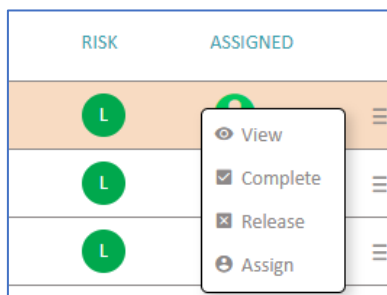 RISK ASSIGNED
L
View
L
Complete
Release
L
Assign